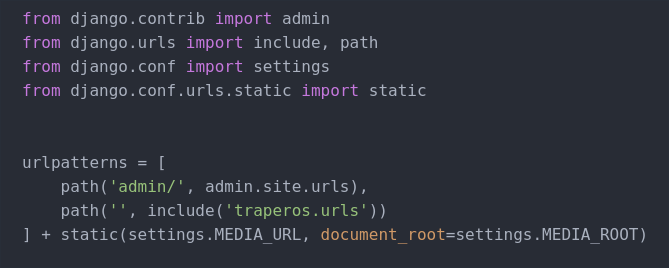 from django.contrib import admin
from django.urls import include, path
from django.conf import settings
from django.conf.urls.static import static
urlpatterns = [
    path('admin/', admin.site.urls),
    path('', include('traperos.urls'))
] + static(settings.MEDIA_URL, document_root=settings.MEDIA_ROOT)